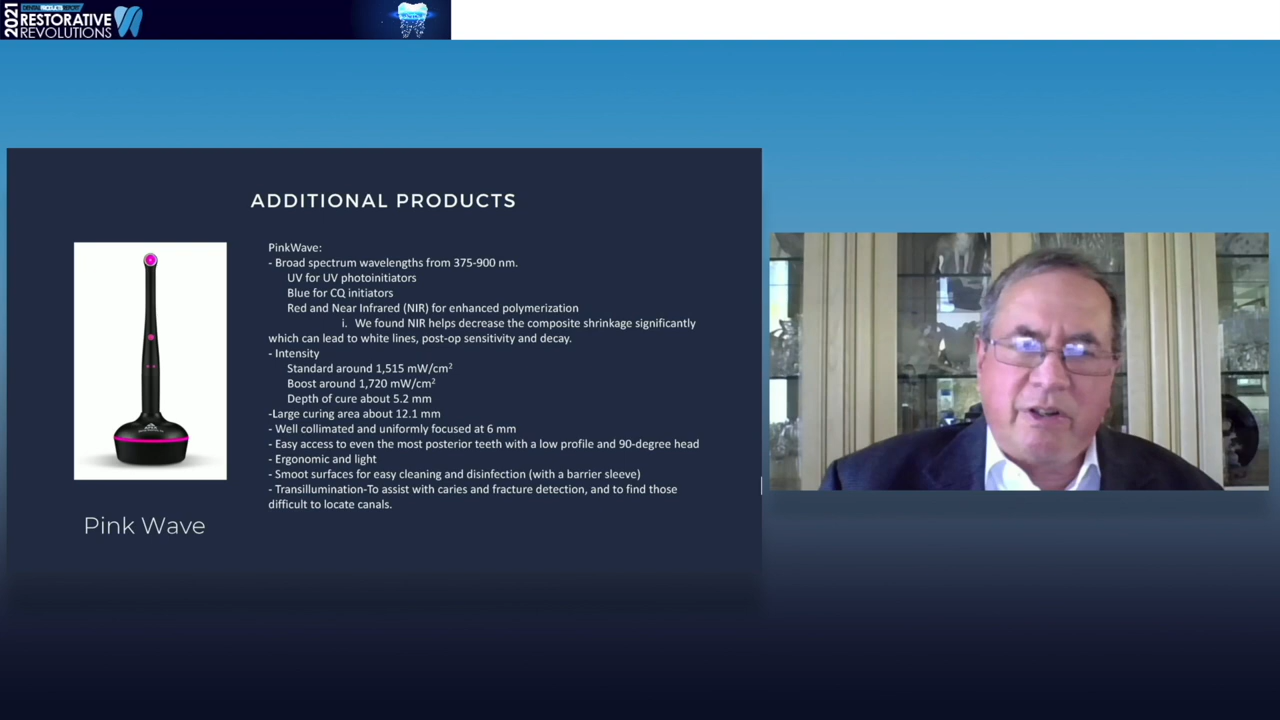 2021
DENTAL PRODUCTS REPORT
RESTORATIVE
REVOLUTIONS
ADDITIONAL PRODUCTS
PinkWave:
- Broad spectrum wavelengths from 375-900 nm.
UV for UV photoinitiators
Blue for CQ initiators
Red and Near Infrared (NIR) for enhanced polymerization
i. We found NIR helps decrease the composite shrinkage significantly
which can lead to white lines, post-op sensitivity and decay.
- Intensity
Standard around 1,515 mW/cm²
Boost around 1,720 mW/cm²
Depth of cure about 5.2 mm
-Large curing area about 12.1 mm
- Well collimated and uniformly focused at 6 mm
- Easy access to even the most posterior teeth with a low profile and 90-degree head
- Ergonomic and light
- Smoot surfaces for easy cleaning and disinfection (with a barrier sleeve)
- Transillumination-To assist with caries and fracture detection, and to find those
difficult to locate canals.
Pink Wave